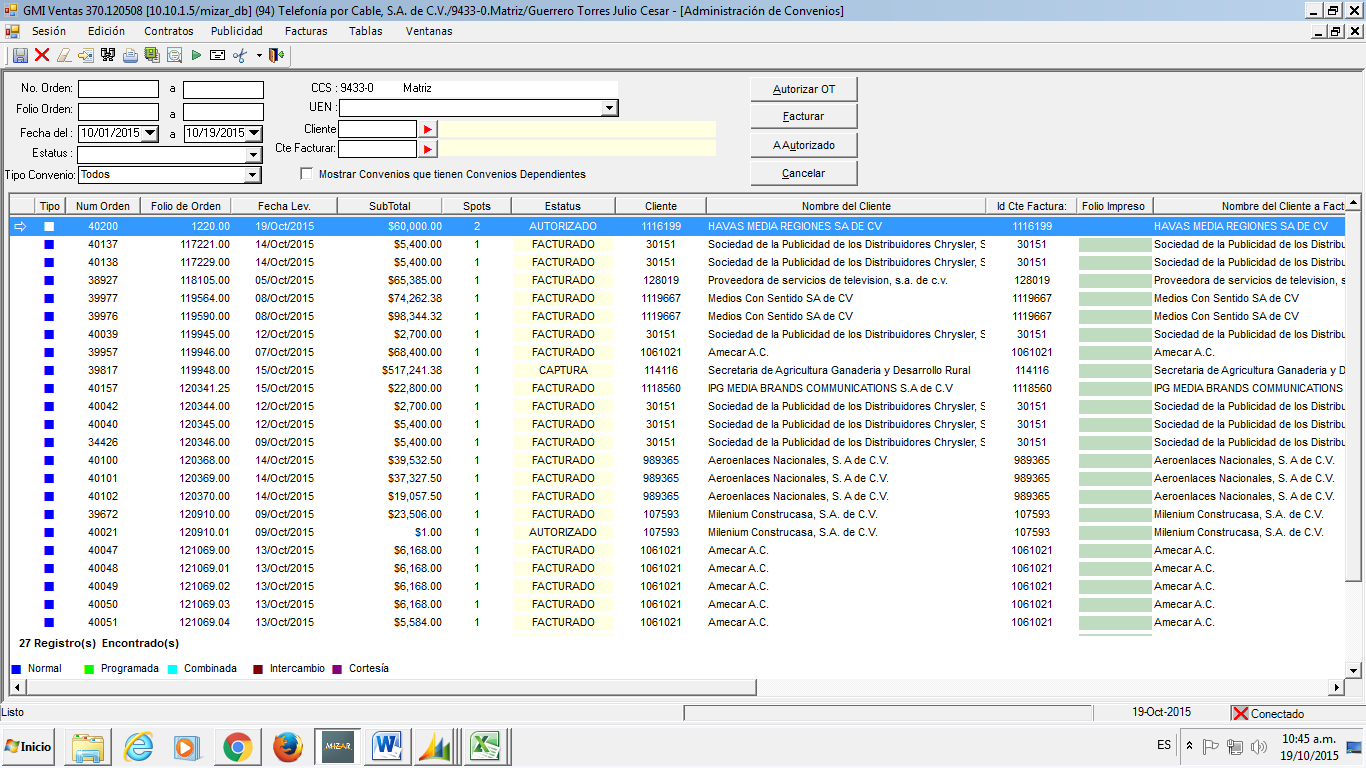 GMI Ventas 370.120508 [10.10.1.5/mizar_db] (94) Telefonía por Cable, S.A. de C.V./9433-0.Matriz/Guerrero Torres Julio Cesar - [Administración de Convenios]
Sesión Edición Contratos Publicidad Facturas Tablas Ventanas
No. Orden: a CCS : 9433-0 Matriz Autorizar OT
Folio Orden: a UEN : Facturar
Fecha del : 10/01/2015 a 10/19/2015 Cliente
Estatus : Cte Facturar: A Autorizado
Tipo Convenio: Todos Mostrar Convenios que tienen Convenios Dependientes Cancelar
Tipo Num Orden Folio de Orden Fecha Lev. SubTotal Spots Estatus Cliente Nombre del Cliente Id Cte Factura: Folio Impreso Nombre del Cliente a Fact
40200 1220.00 19/Oct/2015 $60,000.00 2 AUTORIZADO 1116199 HAVAS MEDIA REGIONES SA DE CV 1116199 HAVAS MEDIA REGIONES SA DE CV
40137 117221.00 14/Oct/2015 $5,400.00 1 FACTURADO 30151 Sociedad de la Publicidad de los Distribuidores Chrysler, S 30151 Sociedad de la Publicidad de los Distribu
40138 117229.00 14/Oct/2015 $5,400.00 1 FACTURADO 30151 Sociedad de la Publicidad de los Distribuidores Chrysler, S 30151 Sociedad de la Publicidad de los Distribu
38927 118105.00 05/Oct/2015 $65,385.00 1 FACTURADO 128019 Proveedora de servicios de television, s.a. de c.v. 128019 Proveedora de servicios de television, s
39977 119564.00 08/Oct/2015 $74,262.38 1 FACTURADO 1119667 Medios Con Sentido SA de CV 1119667 Medios Con Sentido SA de CV
39976 119590.00 08/Oct/2015 $98,344.32 1 FACTURADO 1119667 Medios Con Sentido SA de CV 1119667 Medios Con Sentido SA de CV
40039 119945.00 12/Oct/2015 $2,700.00 1 FACTURADO 30151 Sociedad de la Publicidad de los Distribuidores Chrysler, S 30151 Sociedad de la Publicidad de los Distribu
39957 119946.00 07/Oct/2015 $68,400.00 1 FACTURADO 1061021 Amecar A.C. 1061021 Amecar A.C.
39817 119948.00 15/Oct/2015 $517,241.38 1 CAPTURA 114116 Secretaria de Agricultura Ganaderia y Desarrollo Rural 114116 Secretaria de Agricultura Ganaderia y D
40157 120341.25 15/Oct/2015 $22,800.00 1 FACTURADO 1118560 IPG MEDIA BRANDS COMMUNICATIONS S.A de C.V 1118560 IPG MEDIA BRANDS COMMUNICATIONS
40042 120344.00 12/Oct/2015 $2,700.00 1 FACTURADO 30151 Sociedad de la Publicidad de los Distribuidores Chrysler, S 30151 Sociedad de la Publicidad de los Distribu
40040 120345.00 12/Oct/2015 $5,400.00 1 FACTURADO 30151 Sociedad de la Publicidad de los Distribuidores Chrysler, S 30151 Sociedad de la Publicidad de los Distribu
34426 120346.00 09/Oct/2015 $5,400.00 1 FACTURADO 30151 Sociedad de la Publicidad de los Distribuidores Chrysler, S 30151 Sociedad de la Publicidad de los Distribu
40100 120368.00 14/Oct/2015 $39,532.50 1 FACTURADO 989365 Aeroenlaces Nacionales, S. A de C.V. 989365 Aeroenlaces Nacionales, S. A de C.V.
40101 120369.00 14/Oct/2015 $37,327.50 1 FACTURADO 989365 Aeroenlaces Nacionales, S. A de C.V. 989365 Aeroenlaces Nacionales, S. A de C.V.
40102 120370.00 14/Oct/2015 $19,057.50 1 FACTURADO 989365 Aeroenlaces Nacionales, S. A de C.V. 989365 Aeroenlaces Nacionales, S. A de C.V.
39672 120910.00 09/Oct/2015 $23,506.00 1 FACTURADO 107593 Milenium Construcasa, S.A. de C.V. 107593 Milenium Construcasa, S.A. de C.V.
40021 120910.01 09/Oct/2015 $1.00 1 AUTORIZADO 107593 Milenium Construcasa, S.A. de C.V. 107593 Milenium Construcasa, S.A. de C.V.
40047 121069.00 13/Oct/2015 $6,168.00 1 FACTURADO 1061021 Amecar A.C. 1061021 Amecar A.C.
40048 121069.01 13/Oct/2015 $6,168.00 1 FACTURADO 1061021 Amecar A.C. 1061021 Amecar A.C.
40049 121069.02 13/Oct/2015 $6,168.00 1 FACTURADO 1061021 Amecar A.C. 1061021 Amecar A.C.
40050 121069.03 13/Oct/2015 $6,168.00 1 FACTURADO 1061021 Amecar A.C. 1061021 Amecar A.C.
40051 121069.04 13/Oct/2015 $5,584.00 1 FACTURADO 1061021 Amecar A.C. 1061021 Amecar A.C.
27 Registro(s) Encontrado(s)
Normal Programada Combinada Intercambio Cortesía
Listo 19-Oct-2015 Conectado
Inicio MIZAR ES 10:45 a.m.
19/10/2015